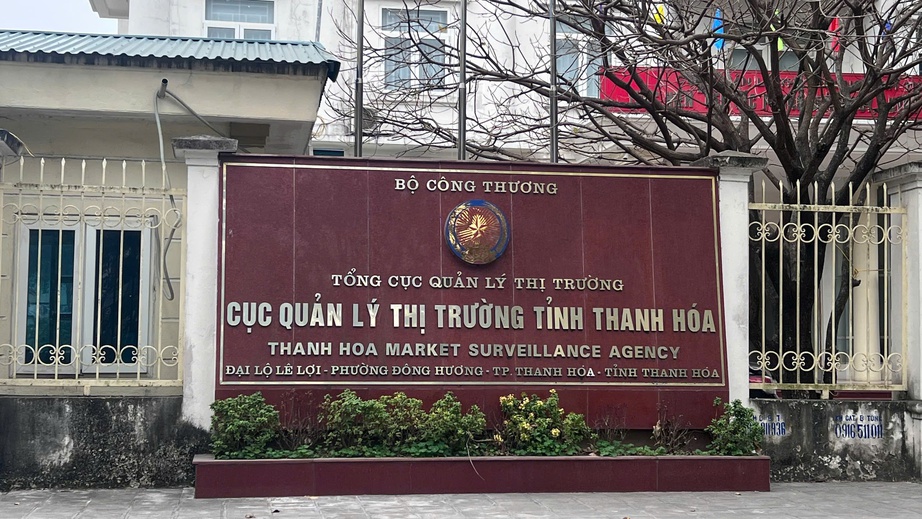 BỘ CÔNG THƯƠNG
TỔNG CỤC QUẢN LÝ THỊ TRƯỜNG
CỤC QUẢN LÝ THỊ TRƯỜNG TỈNH THANH HÓA
THANH HOA MARKET SURVEILLANCE AGENCY
ĐẠI LỘ LÊ LỢI - PHƯỜNG ĐÔNG HƯƠNG - TP. THANH HÓA - TỈNH THANH HÓA